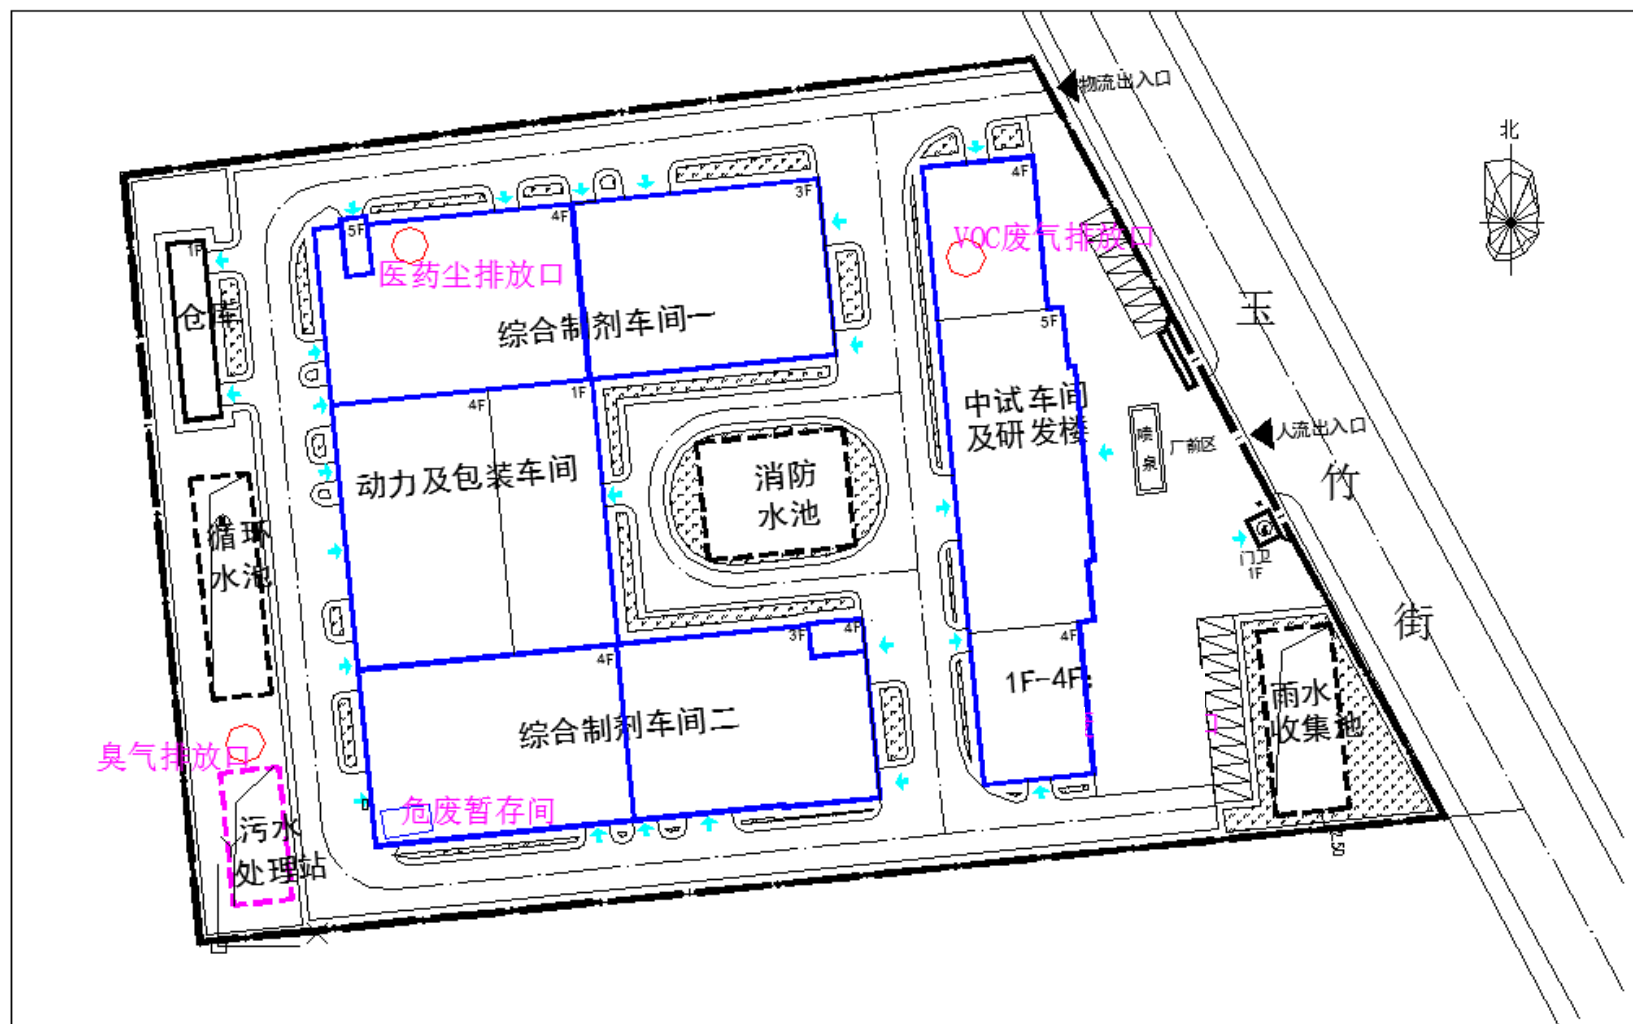 物流出入口
北
4F
3F
5F
4F
VOC废气排放口
医药尘排放口
1F
仓库
综合制剂车间一
玉
5F
中试车间
及研发楼
4F
1F
喷
泉
厂前区
人流出入口
动力及包装车间
消防
水池
竹
循环
水池
门卫
1F
街
3F
4F
4F
4F
1F-4F
雨水
收集池
综合制剂车间二
臭气排放口
口
危废暂存间
污水
处理站